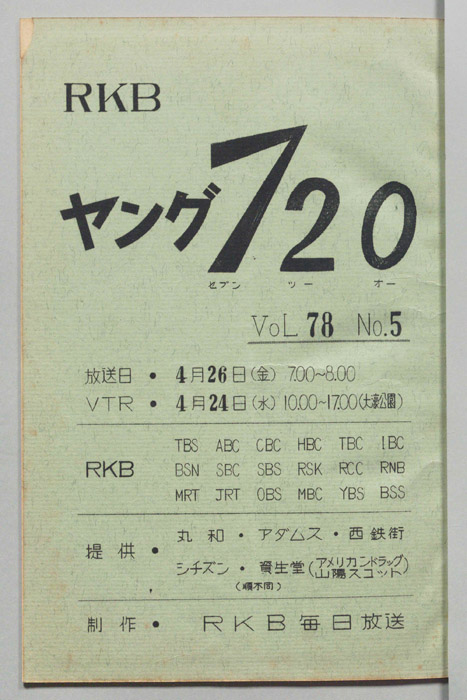 RKB
ヤング720
セブン ツー オー
VOL 78 No.5
放送日 • 4月26日(金) 7.00~8.00
VTR • 4月24日(水) 10.00~17.00(大濠公園)
TBS ABC CBC HBC TBC IBC
RKB BSN SBC SBS RSK RCC RNB
MRT JRT OBS MBC YBS BSS
提供 • 丸和・アダムス・西鉄街
シチズン・資生堂(アメリカンドラッグ 山陽スコット)
(順不同)
制作 • RKB毎日放送